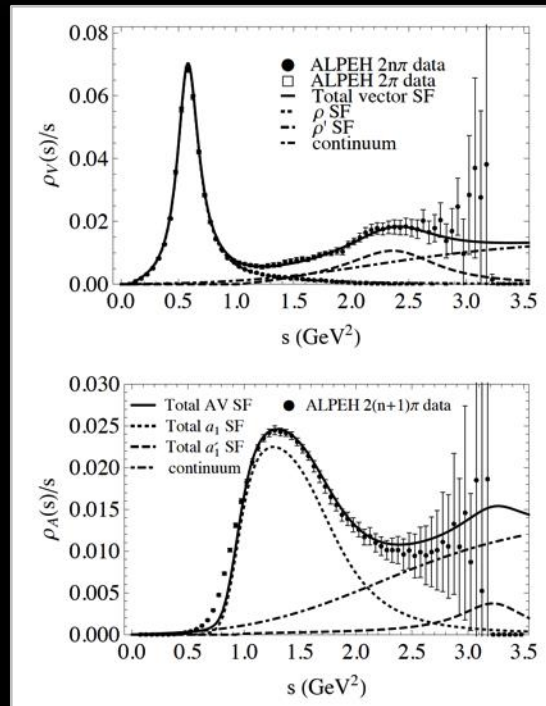 0.08
0.06
0.04
0.02
0.00
ρV(s)/s
ALPEH 2nπ data
ALPEH 2π data
Total vector SF
ρ SF
ρ' SF
continuum
0.0 0.5 1.0 1.5 2.0 2.5 3.0 3.5
s (GeV²)
0.030
0.025
0.020
0.015
0.010
0.005
0.000
ρA(s)/s
Total AV SF
Total a₁ SF
Total a₁′ SF
continuum
ALPEH 2(n+1)π data
0.0 0.5 1.0 1.5 2.0 2.5 3.0 3.5
s (GeV²)